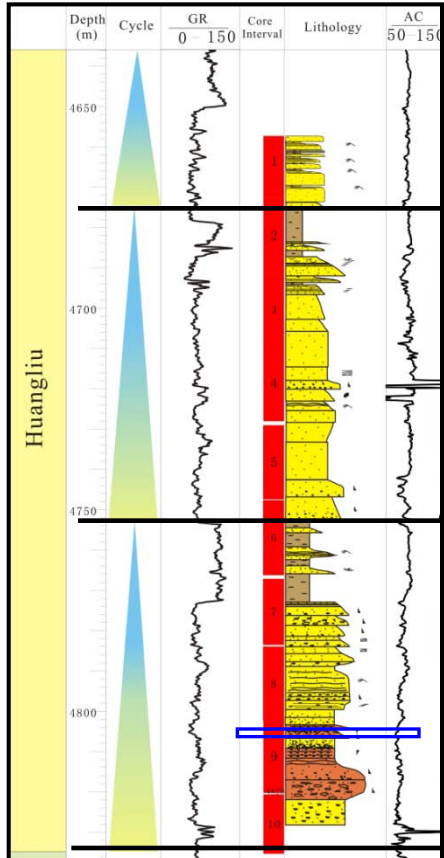 Depth
(m)
Cycle
GR
0 - 150
Core
Interval
Lithology
AC
50-150
Huangliu
4650
4700
4750
4800
1
2
3
4
5
6
7
8
9
10